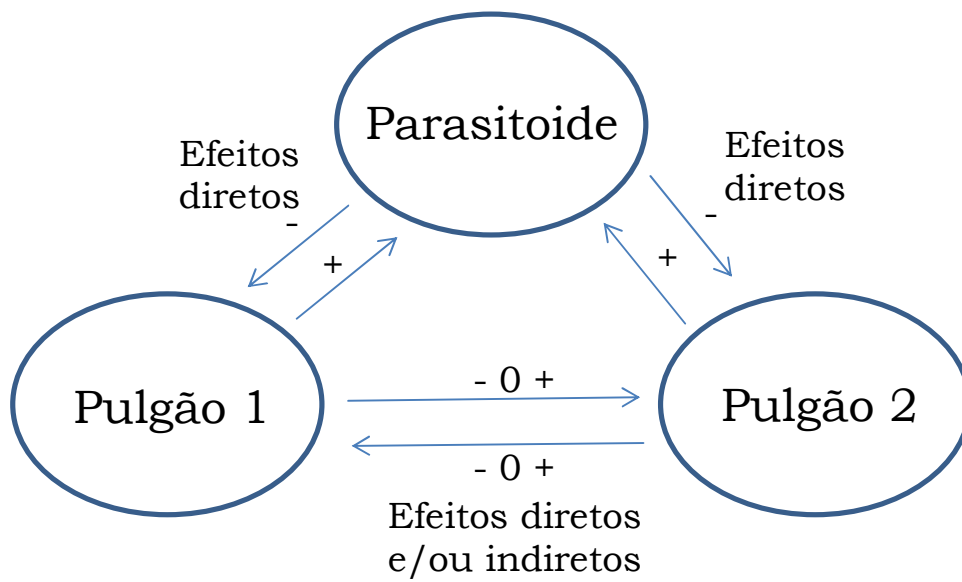 Parasitoide
Efeitos
diretos
-
+
Efeitos
diretos
-
+
Pulgão 1
- 0 +
Pulgão 2
- 0 +
Efeitos diretos
e/ou indiretos